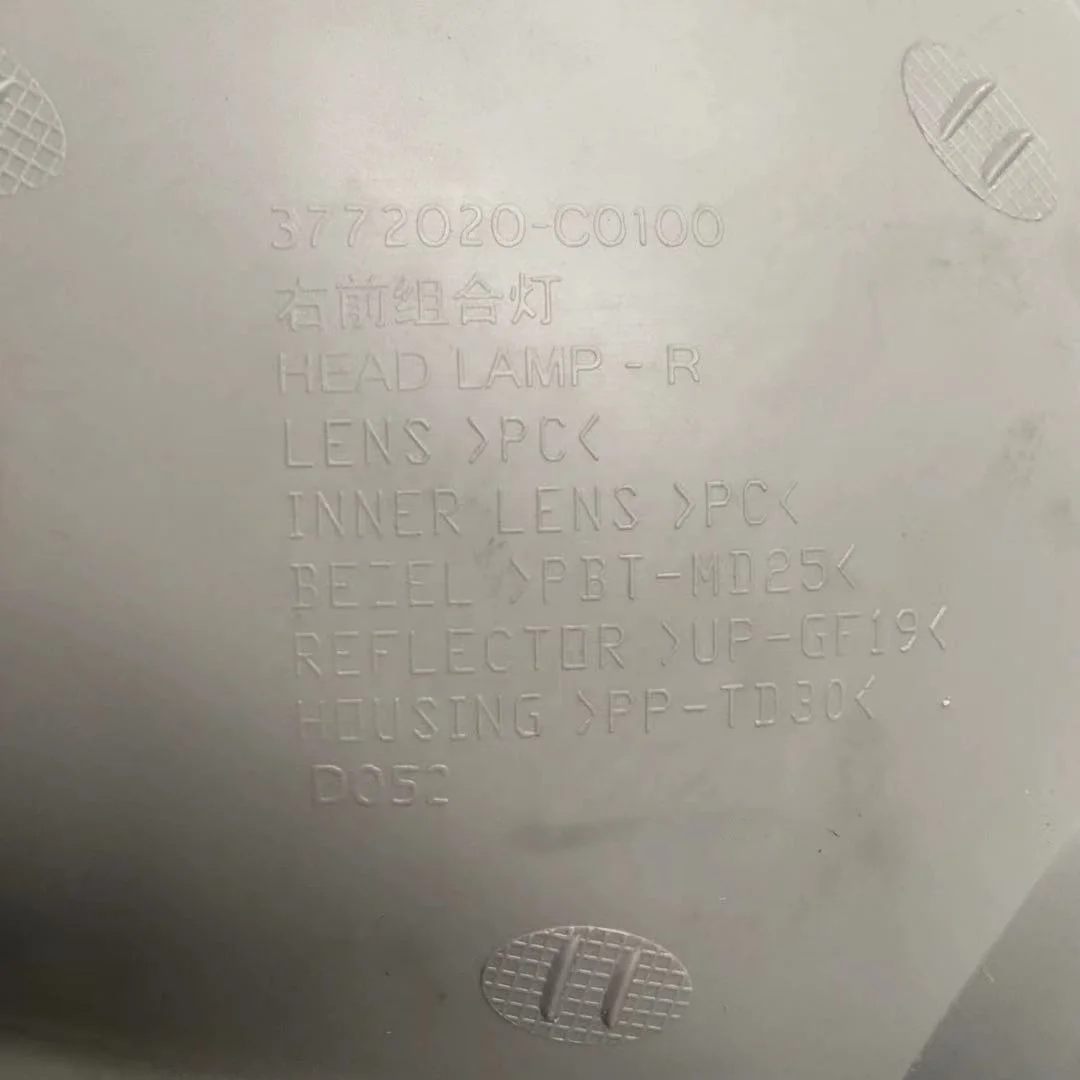 3772020-C0100
右前组合灯
HEAD LAMP - R
LENS >PC<
INNER LENS >PC<
BEZEL >PBT-MD25<
REFLECTOR >UP-GF19<
HOUSING >PP-TD30<
D052